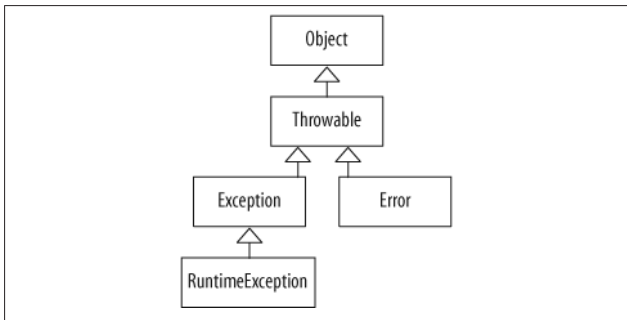 Object
Throwable
Exception
Error
RuntimeException